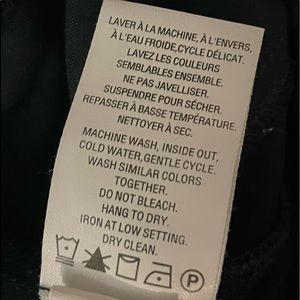 LAVER À LA MACHINE, À L'ENVERS,
À L'EAU FROIDE,CYCLE DÉLICAT.
LAVEZ LES COULEURS
SEMBLABLES ENSEMBLE.
NE PAS JAVELLISER.
SUSPENDRE POUR SÉCHER.
REPASSER À BASSE TEMPÉRATURE.
NETTOYER À SEC.
MACHINE WASH, INSIDE OUT,
COLD WATER,GENTLE CYCLE.
WASH SIMILAR COLORS
TOGETHER.
DO NOT BLEACH.
HANG TO DRY.
IRON AT LOW SETTING.
DRY CLEAN.
P